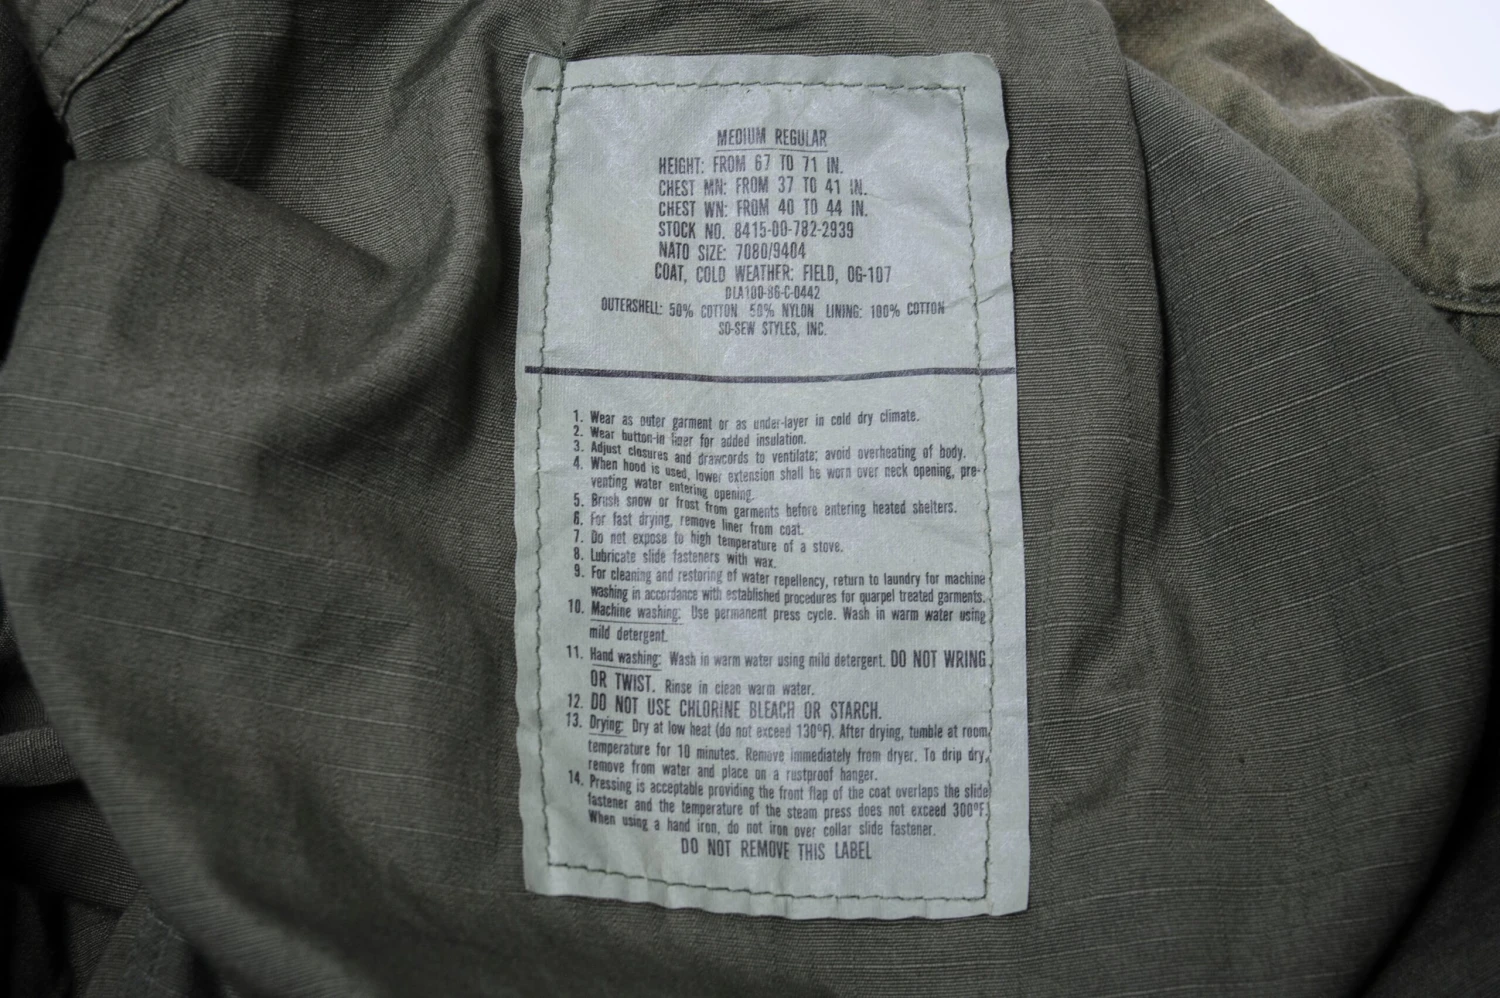 MEDIUM REGULAR
HEIGHT: FROM 67 TO 71 IN.
CHEST MN: FROM 37 TO 41 IN.
CHEST WN: FROM 40 TO 44 IN.
STOCK NO. 8415-00-782-2939
NATO SIZE: 7080/9404
COAT, COLD WEATHER: FIELD, OG-107
DLA100-86-C-0442
OUTERSHELL: 50% COTTON 50% NYLON LINING: 100% COTTON
SO-SEW STYLES, INC.
1. Wear as outer garment or as under-layer in cold dry climate.
2. Wear button-in liner for added insulation.
3. Adjust closures and drawcords to ventilate; avoid overheating of body.
4. When hood is used, lower extension shall be worn over neck opening, pre-
venting water entering opening.
5. Brush snow or frost from garments before entering heated shelters.
6. For fast drying, remove liner from coat.
7. Do not expose to high temperature of a stove.
8. Lubricate slide fasteners with wax.
9. For cleaning and restoring of water repellency, return to laundry for machine
washing in accordance with established procedures for quarpel treated garments.
10. Machine washing: Use permanent press cycle. Wash in warm water using
mild detergent.
11. Hand washing: Wash in warm water using mild detergent. DO NOT WRING
OR TWIST. Rinse in clean warm water.
12. DO NOT USE CHLORINE BLEACH OR STARCH.
13. Drying: Dry at low heat (do not exceed 130°F). After drying, tumble at room
temperature for 10 minutes. Remove immediately from dryer. To drip dry,
remove from water and place on a rustproof hanger.
14. Pressing is acceptable providing the front flap of the coat overlaps the slide
fastener and the temperature of the steam press does not exceed 300°F.
When using a hand iron, do not iron over collar slide fastener.
DO NOT REMOVE THIS LABEL